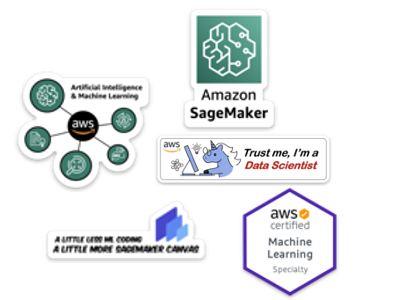 Amazon
SageMaker
Artificial Intelligence
& Machine Learning
aws
aws
Trust me, I'm a
Data Scientist
A LITTLE LESS ML CODING
A LITTLE MORE SAGEMAKER CANVAS
aws
certified
Machine
Learning
Specialty